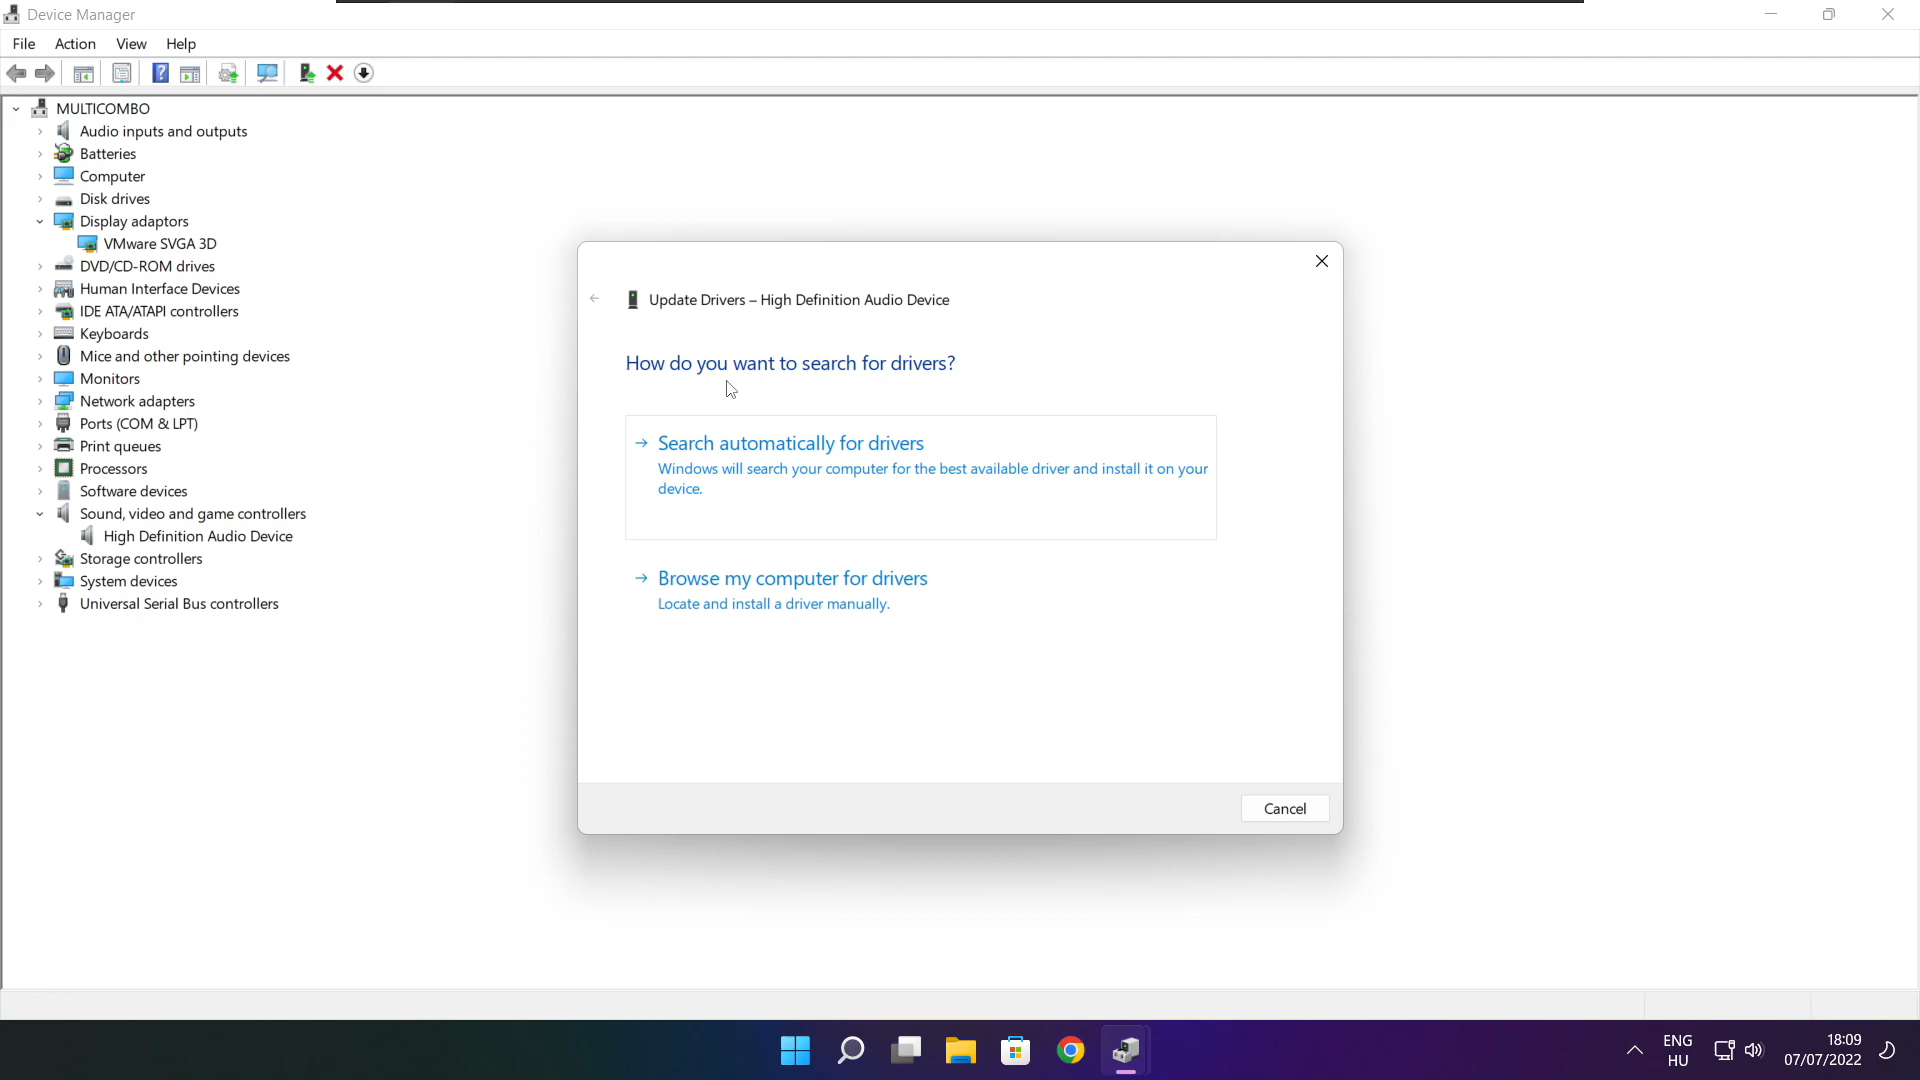 Device Manager
File Action View Help
MULTICOMBO
Audio inputs and outputs
Batteries
Computer
Disk drives
Display adaptors
VMware SVGA 3D
DVD/CD-ROM drives
Human Interface Devices
IDE ATA/ATAPI controllers
Keyboards
Mice and other pointing devices
Monitors
Network adapters
Ports (COM & LPT)
Print queues
Processors
Software devices
Sound, video and game controllers
High Definition Audio Device
Storage controllers
System devices
Universal Serial Bus controllers
Update Drivers – High Definition Audio Device
How do you want to search for drivers?
Search automatically for drivers
Windows will search your computer for the best available driver and install it on your
device.
Browse my computer for drivers
Locate and install a driver manually.
Cancel
ENG
HU
18:09
07/07/2022